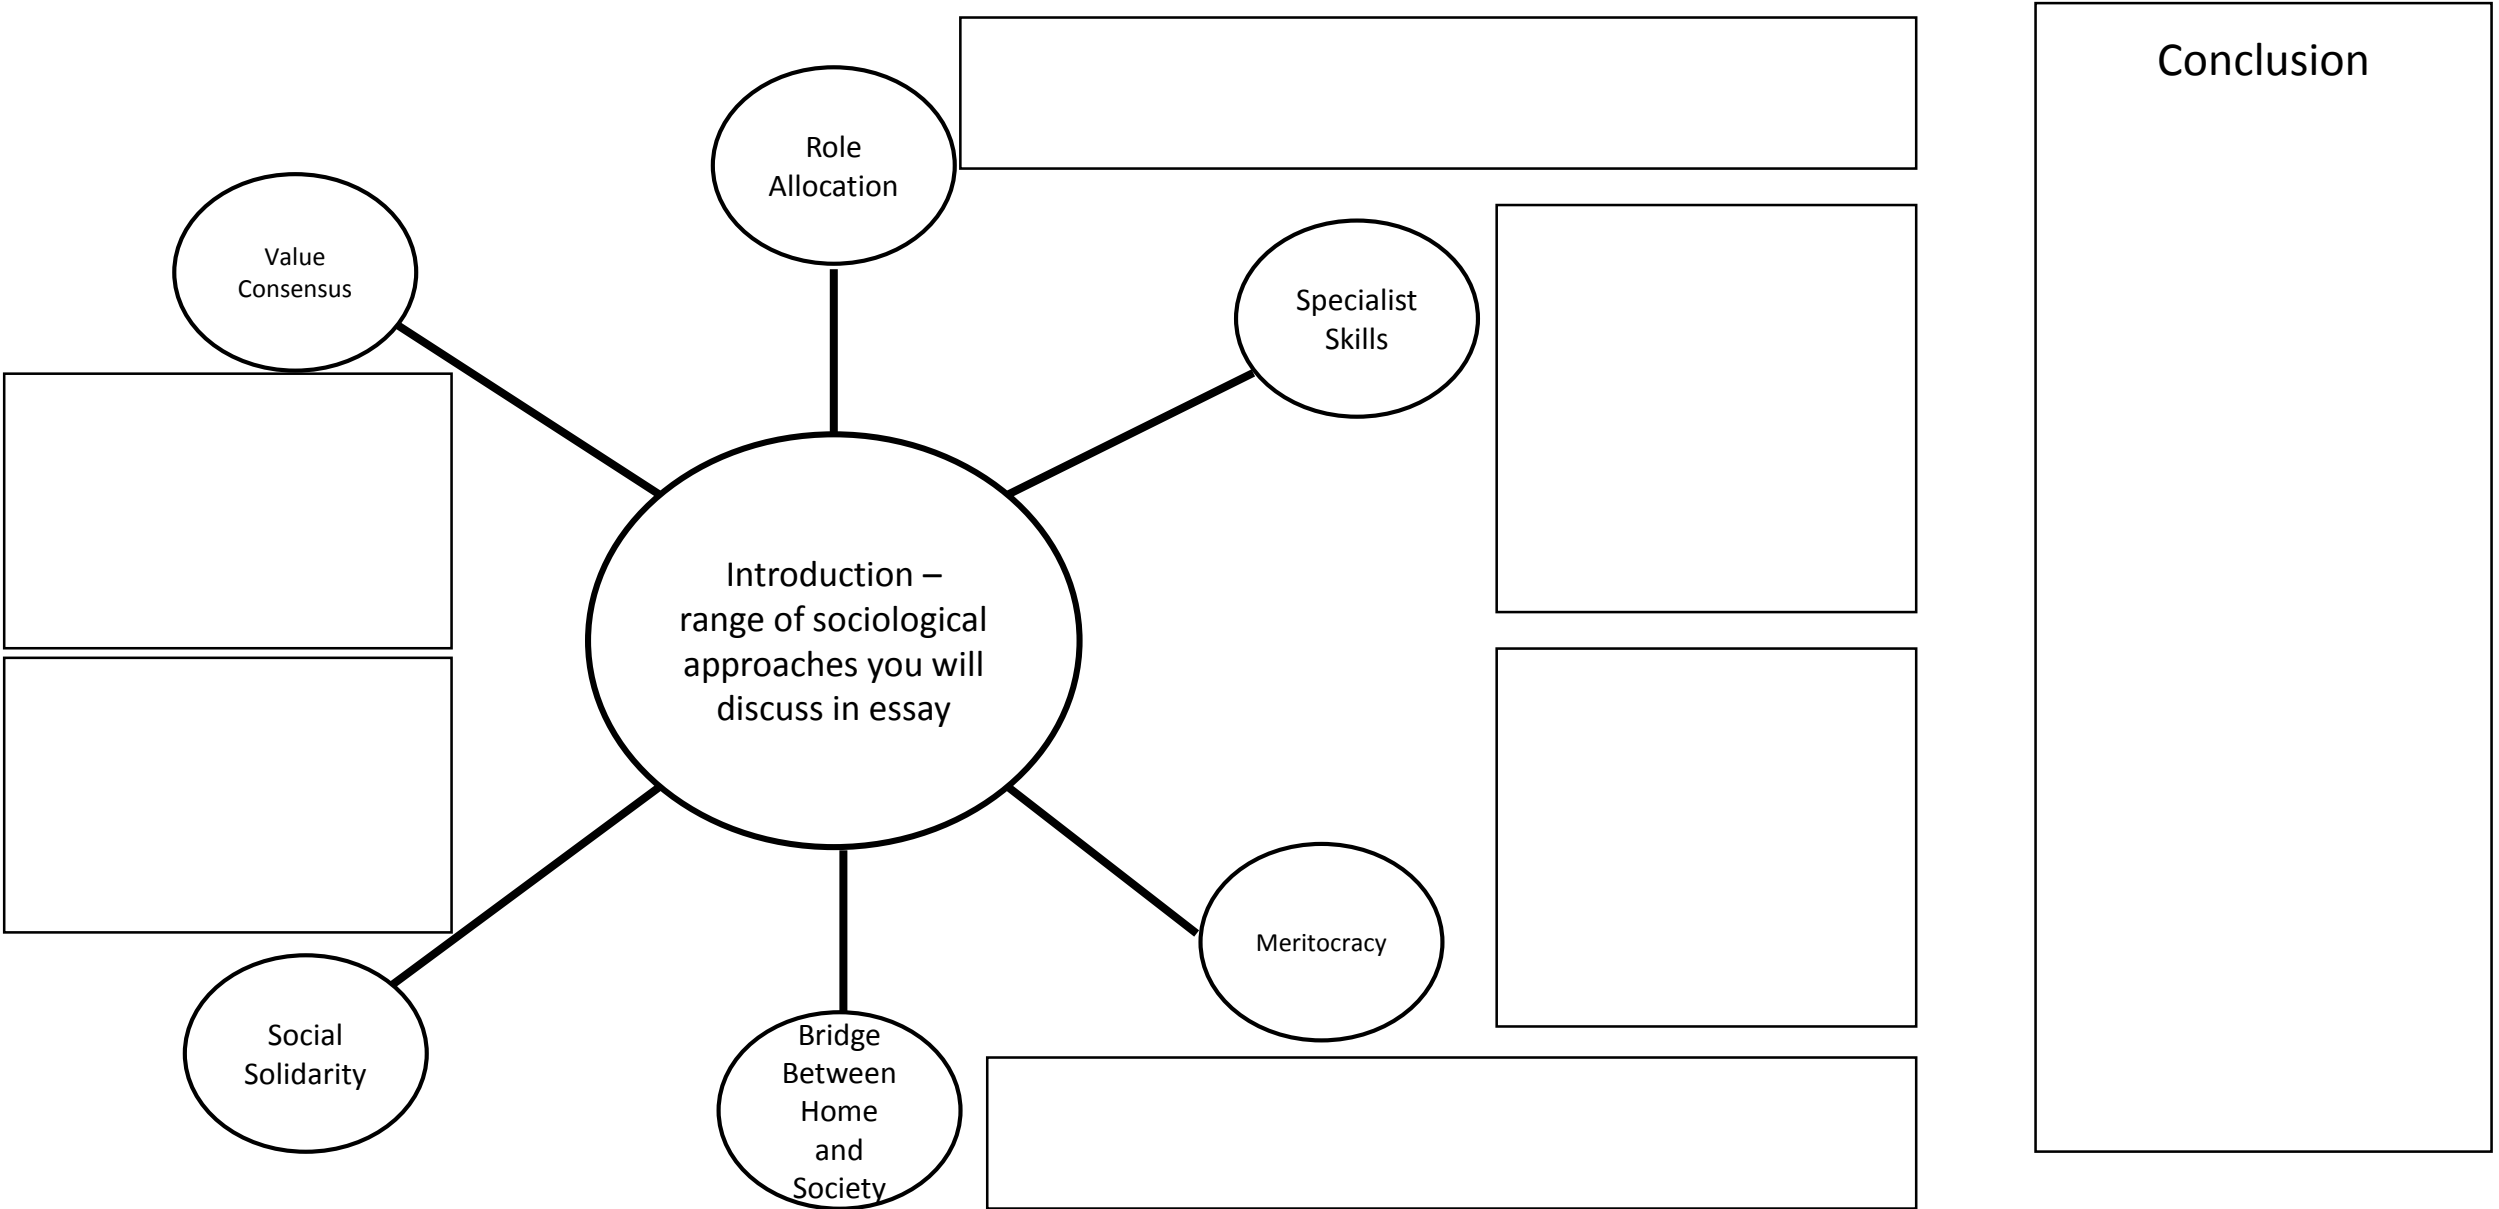 Conclusion
Role
Allocation
Value
Consensus
Specialist
Skills
Introduction –
range of sociological
approaches you will
discuss in essay
Meritocracy
Social
Solidarity
Bridge
Between
Home
and
Society